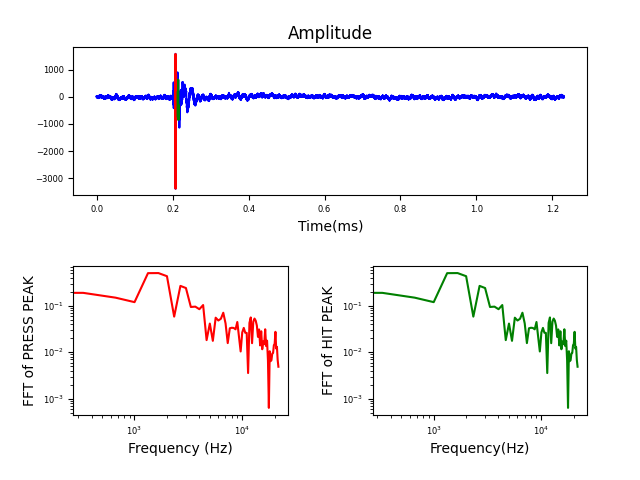 Amplitude
1000
0
−1000
−2000
−3000
0.0 0.2 0.4 0.6 0.8 1.0 1.2
Time(ms)
FFT of PRESS PEAK
10⁻¹
10⁻²
10⁻³
10³ 10⁴
Frequency (Hz)
FFT of HIT PEAK
10⁻¹
10⁻²
10⁻³
10³ 10⁴
Frequency(Hz)